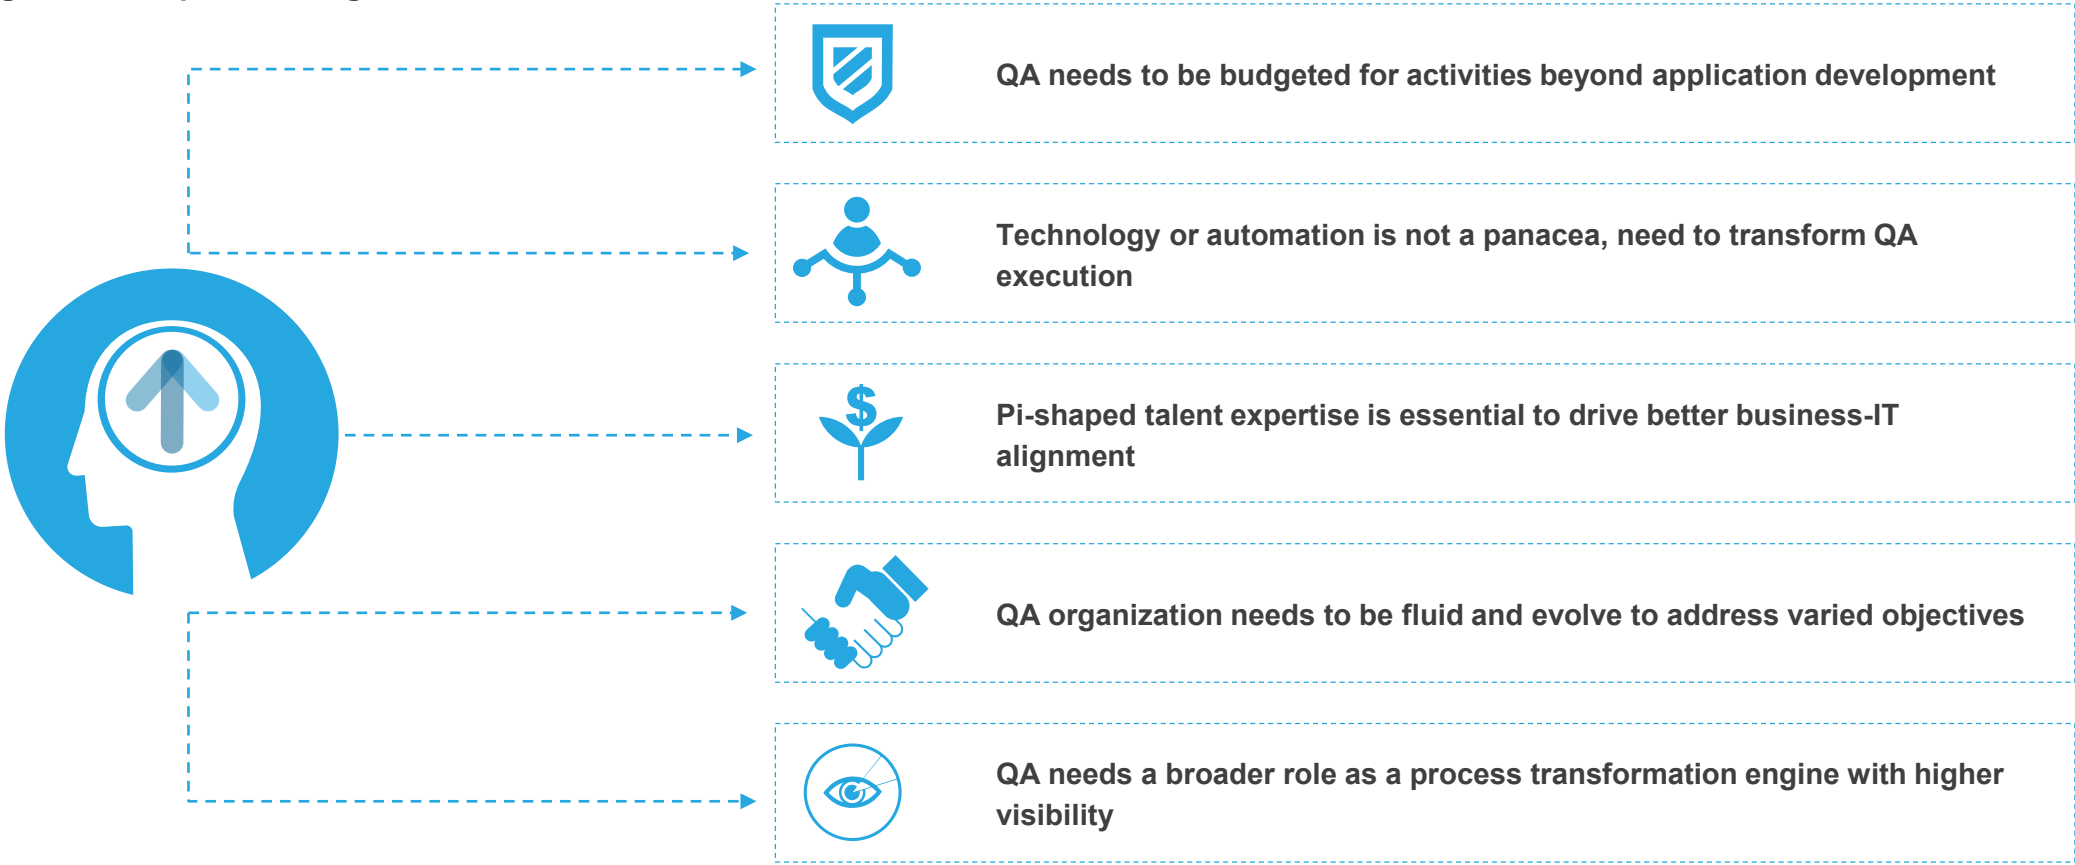 QA needs to be budgeted for activities beyond application development
Technology or automation is not a panacea, need to transform QA
execution
$
Pi-shaped talent expertise is essential to drive better business-IT
alignment
QA organization needs to be fluid and evolve to address varied objectives
QA needs a broader role as a process transformation engine with higher
visibility